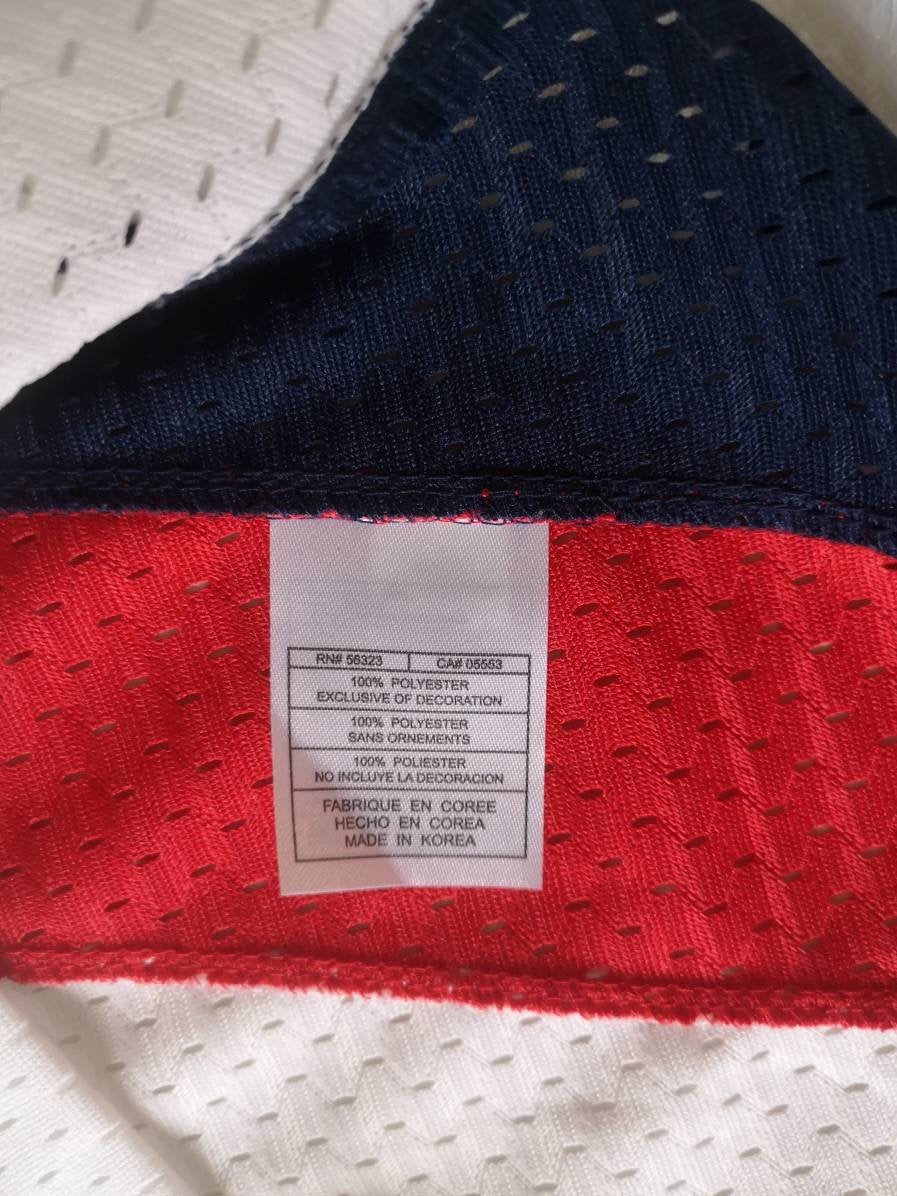 RN# 56323 CA# 05553
100% POLYESTER
EXCLUSIVE OF DECORATION
100% POLYESTER
SANS ORNEMENTS
100% POLIESTER
NO INCLUYE LA DECORACION
FABRIQUE EN COREE
HECHO EN COREA
MADE IN KOREA